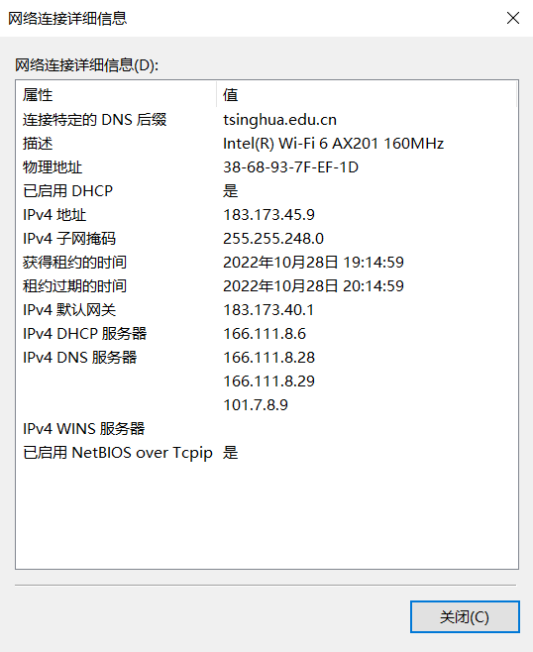 网络连接详细信息
网络连接详细信息(D):
属性 值
连接特定的 DNS 后缀 tsinghua.edu.cn
描述 Intel(R) Wi-Fi 6 AX201 160MHz
物理地址 38-68-93-7F-EF-1D
已启用 DHCP 是
IPv4 地址 183.173.45.9
IPv4 子网掩码 255.255.248.0
获得租约的时间 2022年10月28日 19:14:59
租约过期的时间 2022年10月28日 20:14:59
IPv4 默认网关 183.173.40.1
IPv4 DHCP 服务器 166.111.8.6
IPv4 DNS 服务器 166.111.8.28
166.111.8.29
101.7.8.9
IPv4 WINS 服务器
已启用 NetBIOS over Tcpip 是
关闭(C)